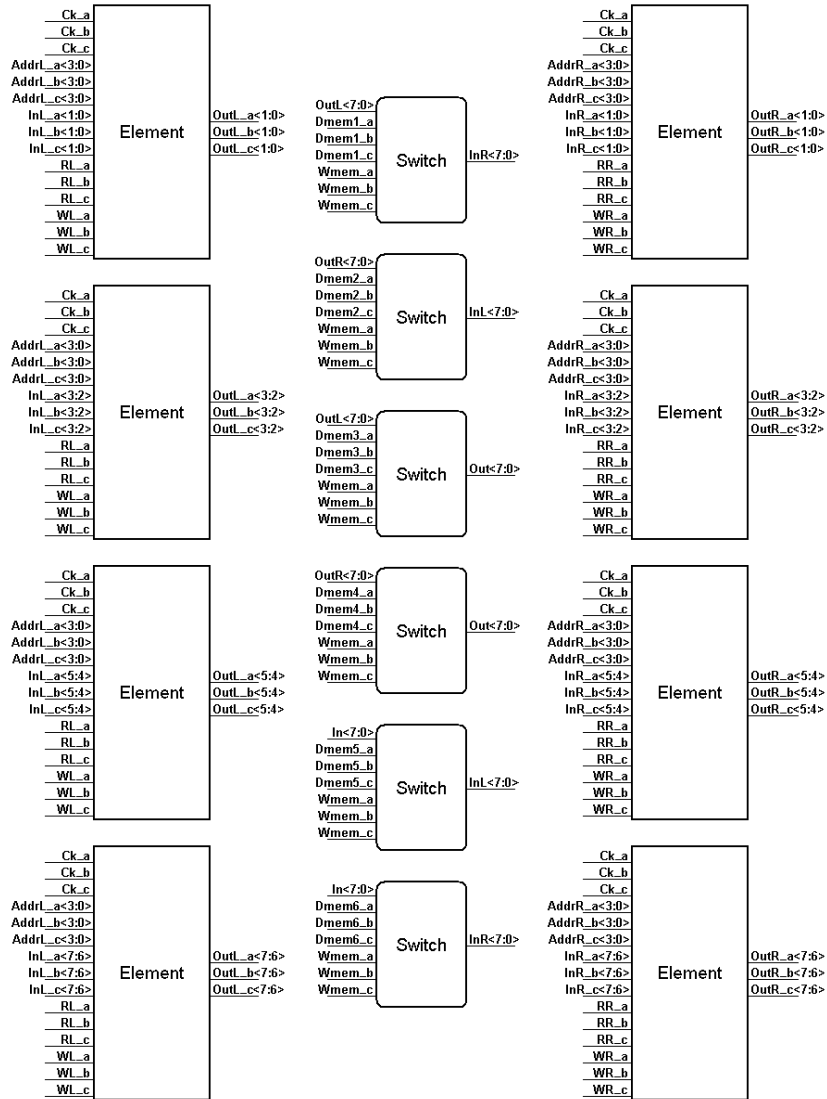 Ck_a
Ck_b
Ck_c
AddrL_a<3:0>
AddrL_b<3:0>
AddrL_c<3:0>
InL_a<1:0>
InL_b<1:0>
InL_c<1:0>
RL_a
RL_b
RL_c
WL_a
WL_b
WL_c
Element
OutL_a<1:0>
OutL_b<1:0>
OutL_c<1:0>
Ck_a
Ck_b
Ck_c
AddrL_a<3:0>
AddrL_b<3:0>
AddrL_c<3:0>
InL_a<3:2>
InL_b<3:2>
InL_c<3:2>
RL_a
RL_b
RL_c
WL_a
WL_b
WL_c
Element
OutL_a<3:2>
OutL_b<3:2>
OutL_c<3:2>
Ck_a
Ck_b
Ck_c
AddrL_a<3:0>
AddrL_b<3:0>
AddrL_c<3:0>
InL_a<5:4>
InL_b<5:4>
InL_c<5:4>
RL_a
RL_b
RL_c
WL_a
WL_b
WL_c
Element
OutL_a<5:4>
OutL_b<5:4>
OutL_c<5:4>
Ck_a
Ck_b
Ck_c
AddrL_a<3:0>
AddrL_b<3:0>
AddrL_c<3:0>
InL_a<7:6>
InL_b<7:6>
InL_c<7:6>
RL_a
RL_b
RL_c
WL_a
WL_b
WL_c
Element
OutL_a<7:6>
OutL_b<7:6>
OutL_c<7:6>
OutL<7:0>
Dmem1_a
Dmem1_b
Dmem1_c
Wmem_a
Wmem_b
Wmem_c
Switch
InR<7:0>
OutR<7:0>
Dmem2_a
Dmem2_b
Dmem2_c
Wmem_a
Wmem_b
Wmem_c
Switch
InL<7:0>
OutL<7:0>
Dmem3_a
Dmem3_b
Dmem3_c
Wmem_a
Wmem_b
Wmem_c
Switch
Out<7:0>
OutR<7:0>
Dmem4_a
Dmem4_b
Dmem4_c
Wmem_a
Wmem_b
Wmem_c
Switch
Out<7:0>
In<7:0>
Dmem5_a
Dmem5_b
Dmem5_c
Wmem_a
Wmem_b
Wmem_c
Switch
InL<7:0>
In<7:0>
Dmem6_a
Dmem6_b
Dmem6_c
Wmem_a
Wmem_b
Wmem_c
Switch
InR<7:0>
Ck_a
Ck_b
Ck_c
AddrR_a<3:0>
AddrR_b<3:0>
AddrR_c<3:0>
InR_a<1:0>
InR_b<1:0>
InR_c<1:0>
RR_a
RR_b
RR_c
WR_a
WR_b
WR_c
Element
OutR_a<1:0>
OutR_b<1:0>
OutR_c<1:0>
Ck_a
Ck_b
Ck_c
AddrR_a<3:0>
AddrR_b<3:0>
AddrR_c<3:0>
InR_a<3:2>
InR_b<3:2>
InR_c<3:2>
RR_a
RR_b
RR_c
WR_a
WR_b
WR_c
Element
OutR_a<3:2>
OutR_b<3:2>
OutR_c<3:2>
Ck_a
Ck_b
Ck_c
AddrR_a<3:0>
AddrR_b<3:0>
AddrR_c<3:0>
InR_a<5:4>
InR_b<5:4>
InR_c<5:4>
RR_a
RR_b
RR_c
WR_a
WR_b
WR_c
Element
OutR_a<5:4>
OutR_b<5:4>
OutR_c<5:4>
Ck_a
Ck_b
Ck_c
AddrR_a<3:0>
AddrR_b<3:0>
AddrR_c<3:0>
InR_a<7:6>
InR_b<7:6>
InR_c<7:6>
RR_a
RR_b
RR_c
WR_a
WR_b
WR_c
Element
OutR_a<7:6>
OutR_b<7:6>
OutR_c<7:6>